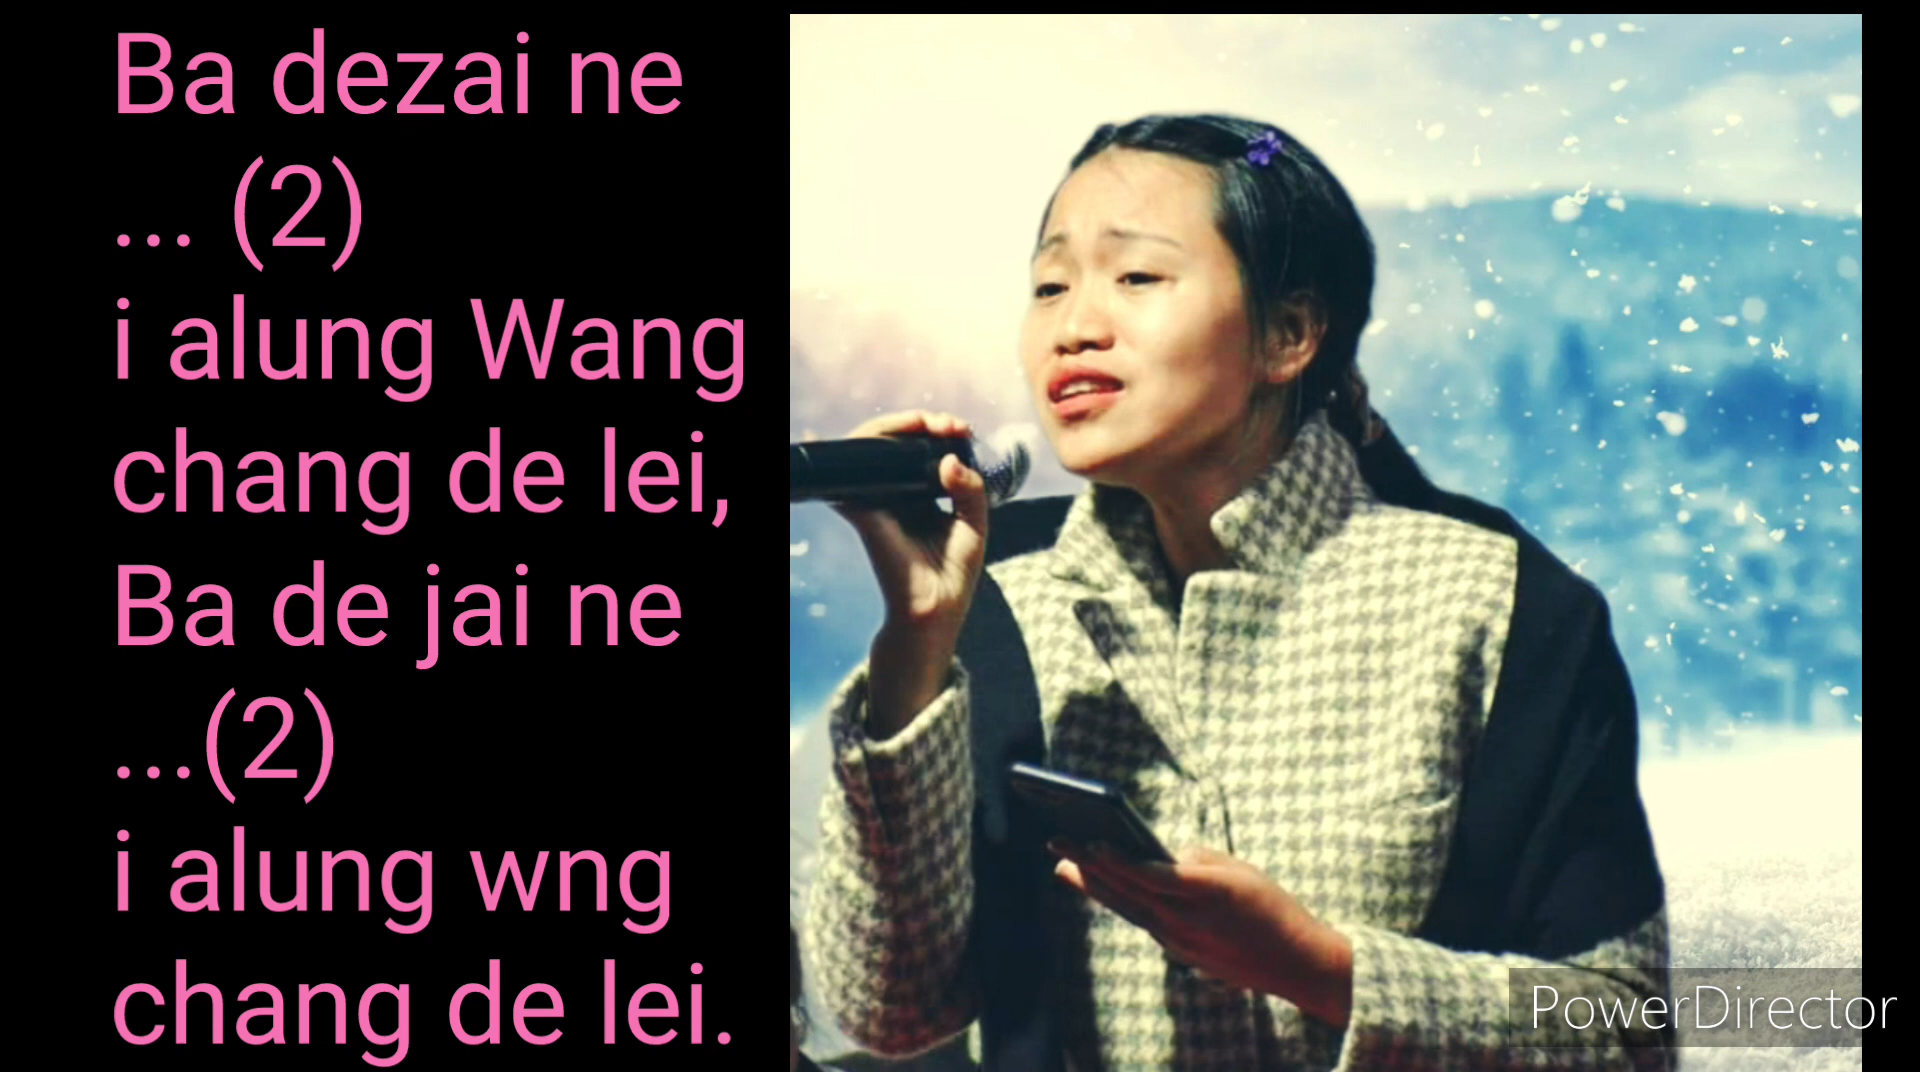 Ba dezai ne
... (2)
i alung Wang
chang de lei,
Ba de jai ne
...(2)
i alung wng
chang de lei.
PowerDirector